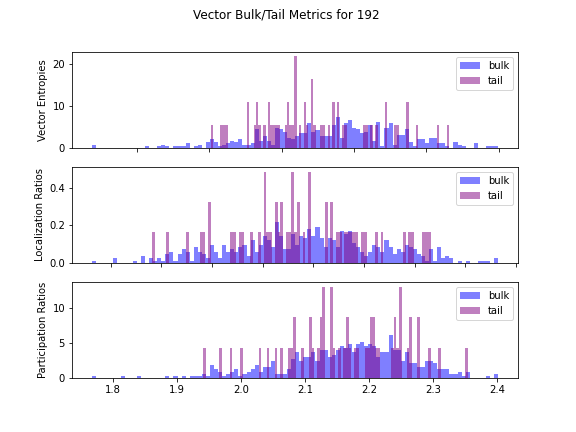 Vector Bulk/Tail Metrics for 192
Vector Entropies
20
10
0
bulk
tail
Localization Ratios
0.4
0.2
0.0
bulk
tail
Participation Ratios
10
5
0
bulk
tail
1.8 1.9 2.0 2.1 2.2 2.3 2.4